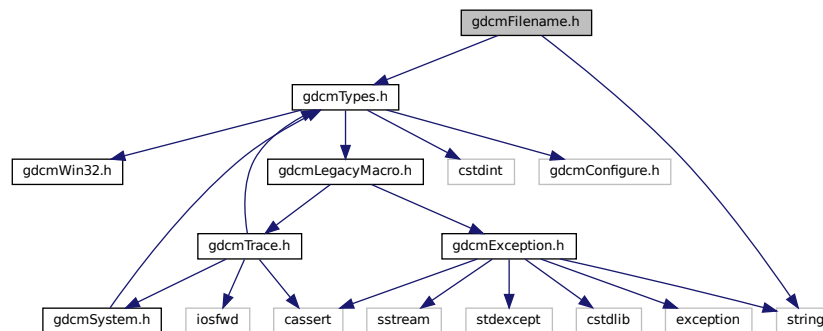 gdcmFilename.h
gdcmTypes.h
gdcmWin32.h
gdcmLegacyMacro.h
cstdint
gdcmConfigure.h
gdcmTrace.h
gdcmException.h
gdcmSystem.h
iosfwd
cassert
sstream
stdexcept
cstdlib
exception
string